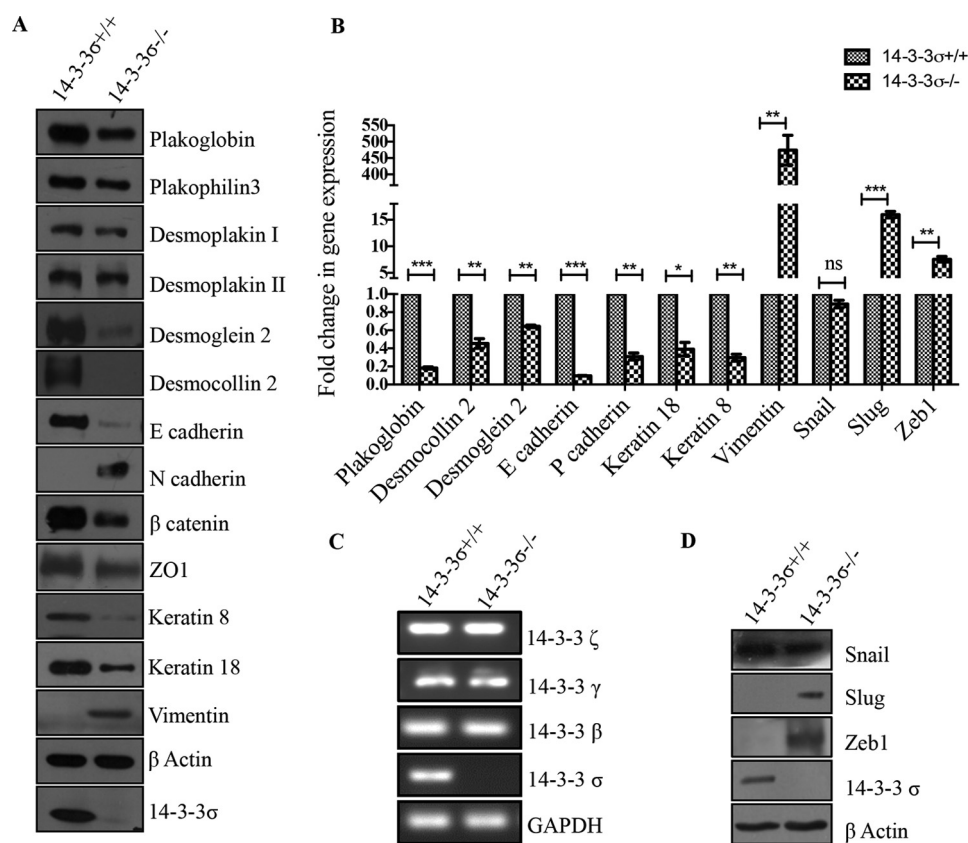 A
14-3-3σ+/+
14-3-3σ-/-
Plakoglobin
Plakophilin3
Desmoplakin I
Desmoplakin II
Desmoglein 2
Desmocollin 2
E cadherin
N cadherin
β catenin
ZO1
Keratin 8
Keratin 18
Vimentin
β Actin
14-3-3σ
B
14-3-3σ+/+
14-3-3σ-/-
Fold change in gene expression
550
500
450
400
15
10
5
1.0
0.8
0.6
0.4
0.2
0.0
***
**
**
***
**
*
**
**
ns
***
**
Plakoglobin
Desmocollin 2
Desmoglein 2
E cadherin
P cadherin
Keratin 18
Keratin 8
Vimentin
Snail
Slug
Zeb1
C
14-3-3σ+/+
14-3-3σ-/-
14-3-3 ζ
14-3-3 γ
14-3-3 β
14-3-3 σ
GAPDH
D
14-3-3σ+/+
14-3-3σ-/-
Snail
Slug
Zeb1
14-3-3 σ
β Actin